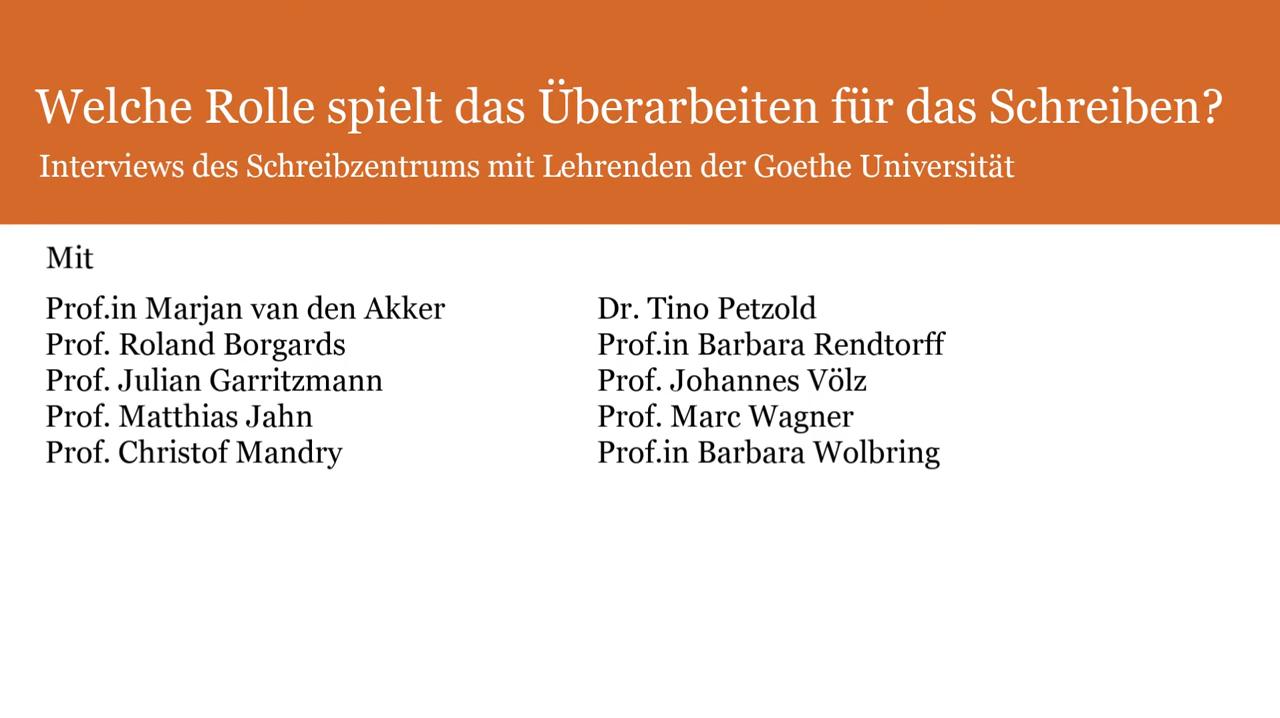 Welche Rolle spielt das Überarbeiten für das Schreiben?
Interviews des Schreibzentrums mit Lehrenden der Goethe Universität
Mit
Prof.in Marjan van den Akker
Prof. Roland Borgards
Prof. Julian Garritzmann
Prof. Matthias Jahn
Prof. Christof Mandry
Dr. Tino Petzold
Prof.in Barbara Rendtorff
Prof. Johannes Völz
Prof. Marc Wagner
Prof.in Barbara Wolbring